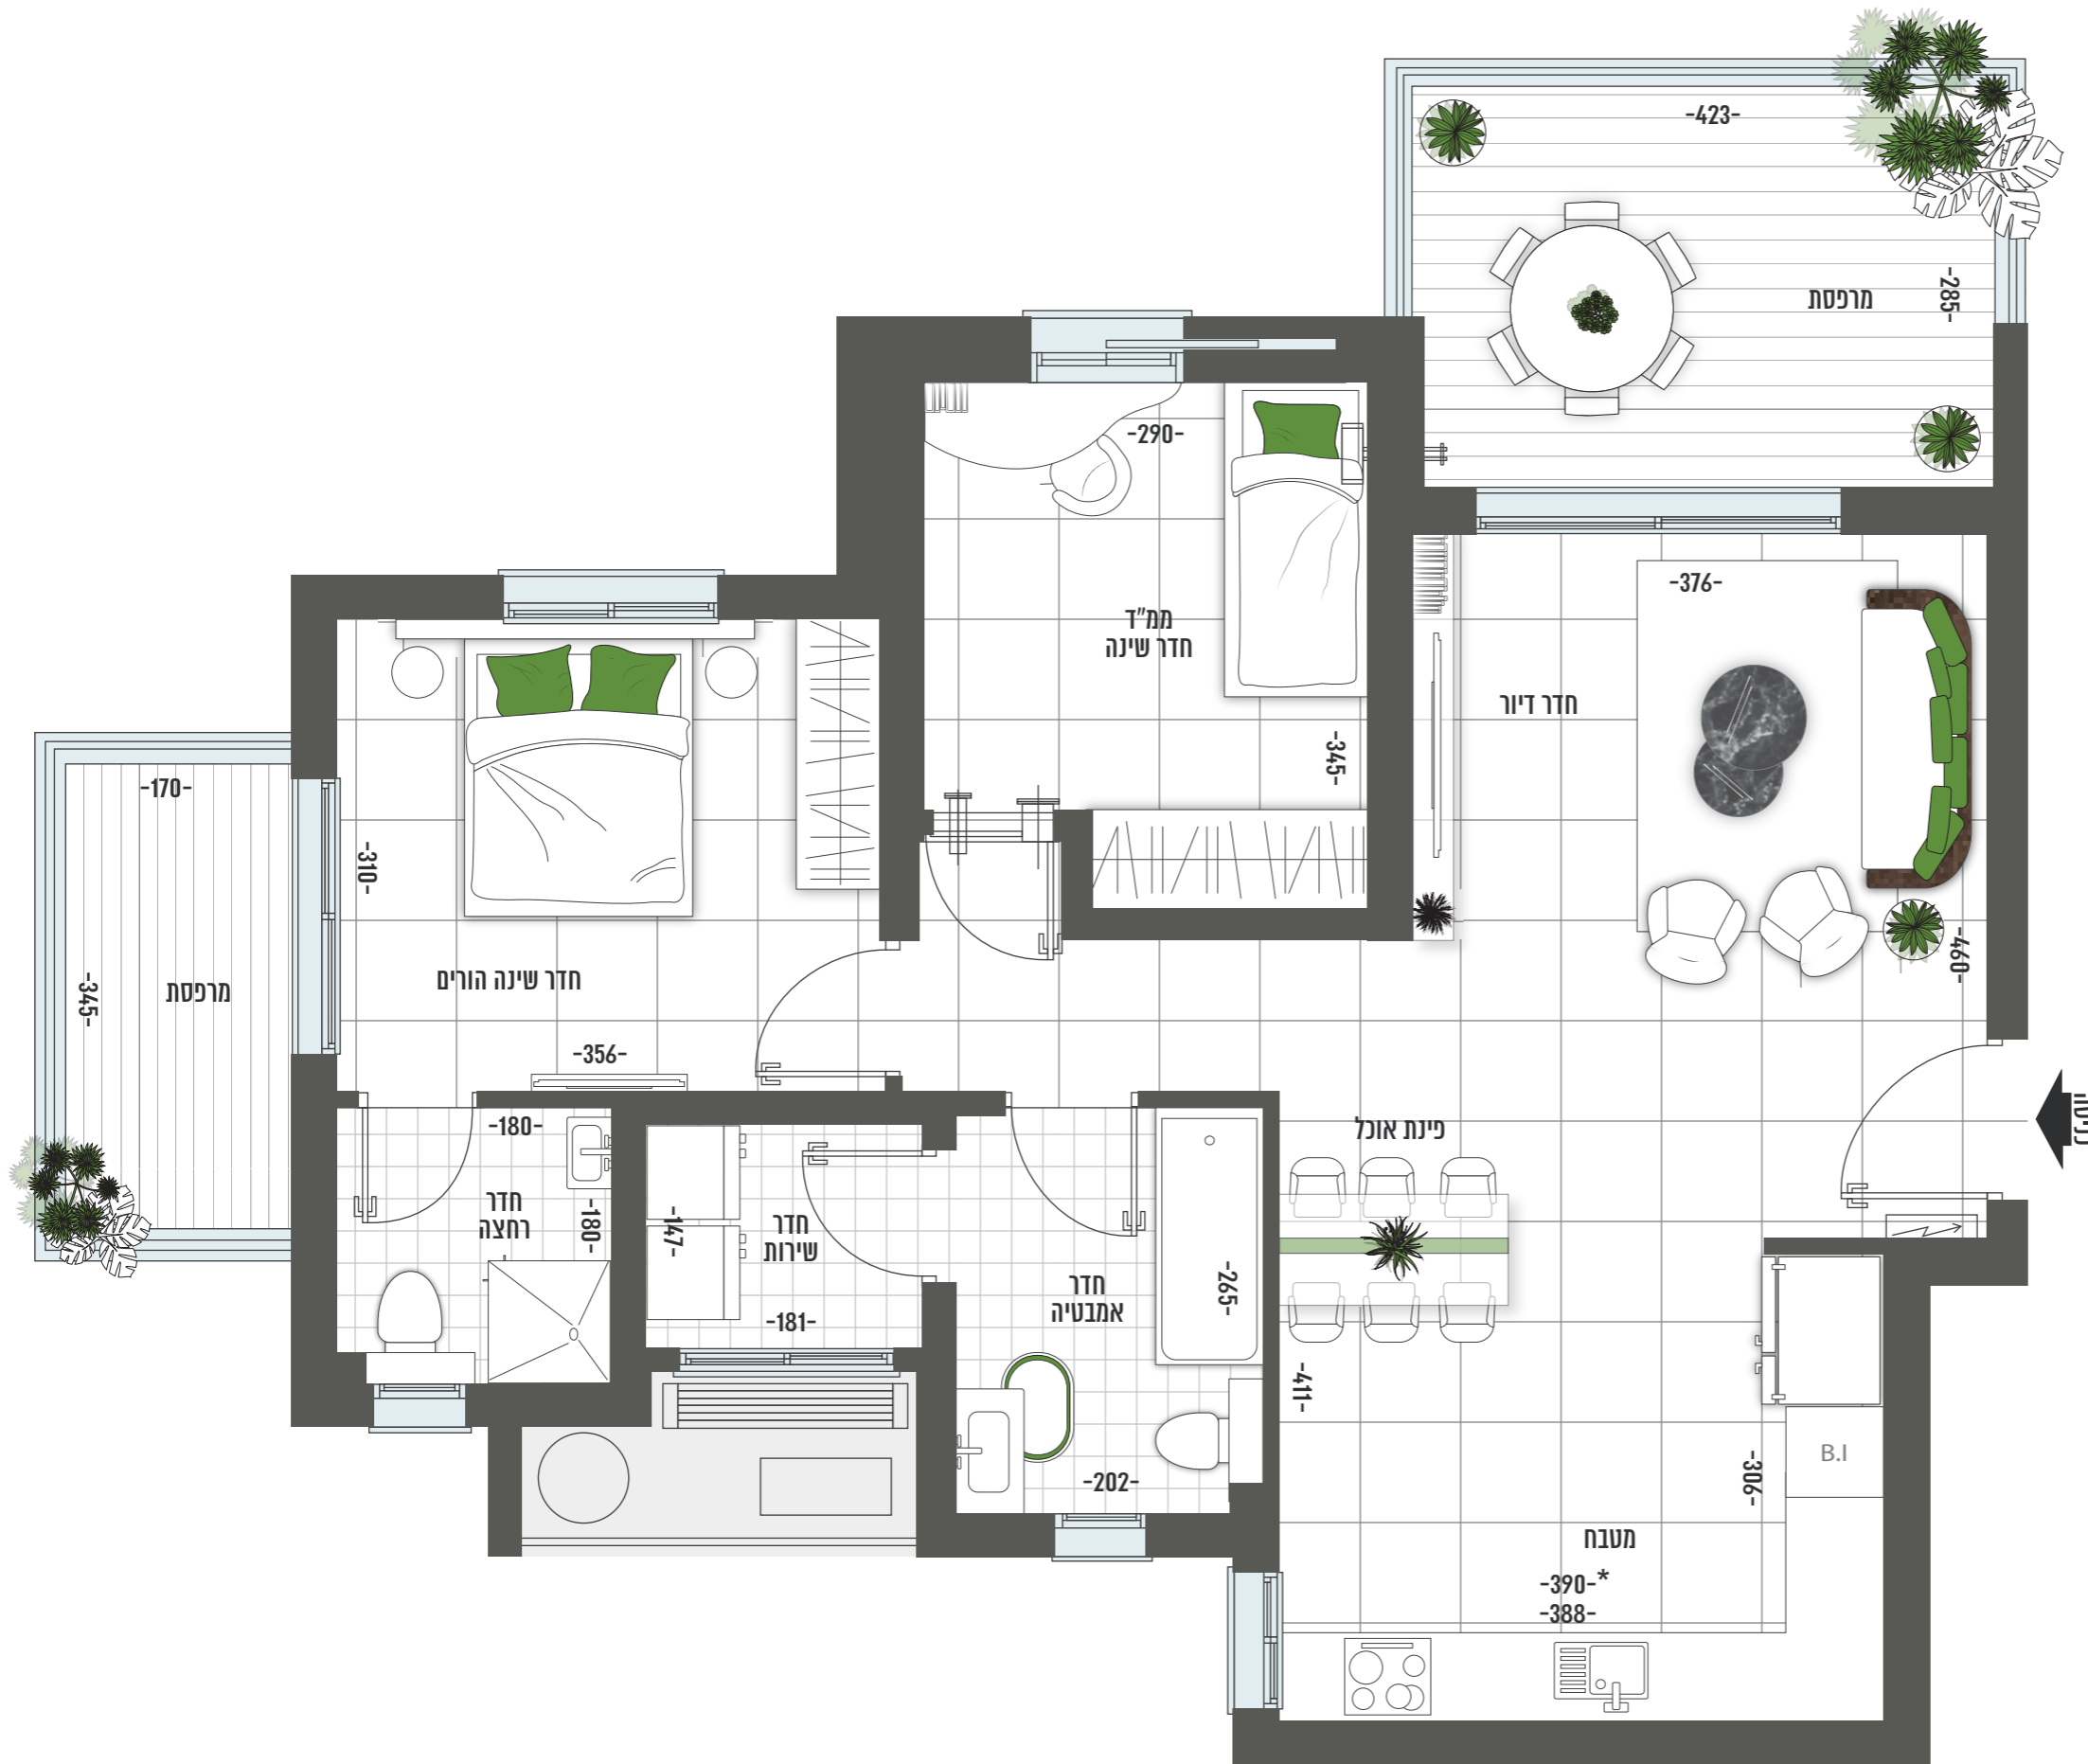 -423-
מרפסת
-285-
-290-
ממ"ד
חדר שינה
-345-
-376-
חדר דיור
-460-
-170-
-345-
מרפסת
-310-
חדר שינה הורים
-356-
-180-
חדר
רחצה
-180-
-147-
חדר
שירות
-181-
חדר
אמבטיה
-265-
-202-
פינת אוכל
-411-
-306-
B.I
מטבח
-390-*
-388-